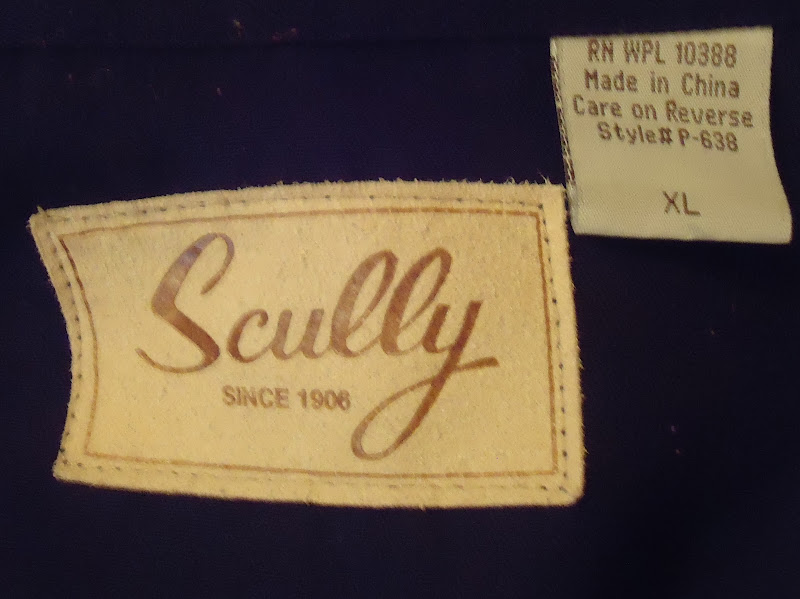 RN WPL 10388
Made in China
Care on Reverse
Style# P-638
XL
Scully
SINCE 1906